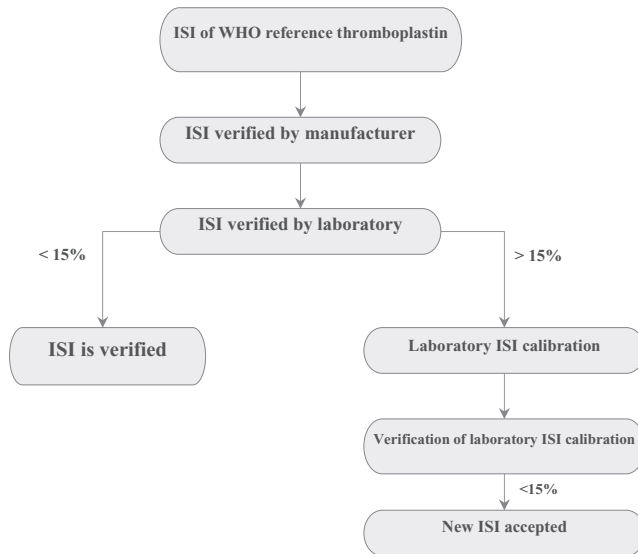 ISI of WHO reference thromboplastin
ISI verified by manufacturer
ISI verified by laboratory
< 15%
> 15%
ISI is verified
Laboratory ISI calibration
Verification of laboratory ISI calibration
<15%
New ISI accepted